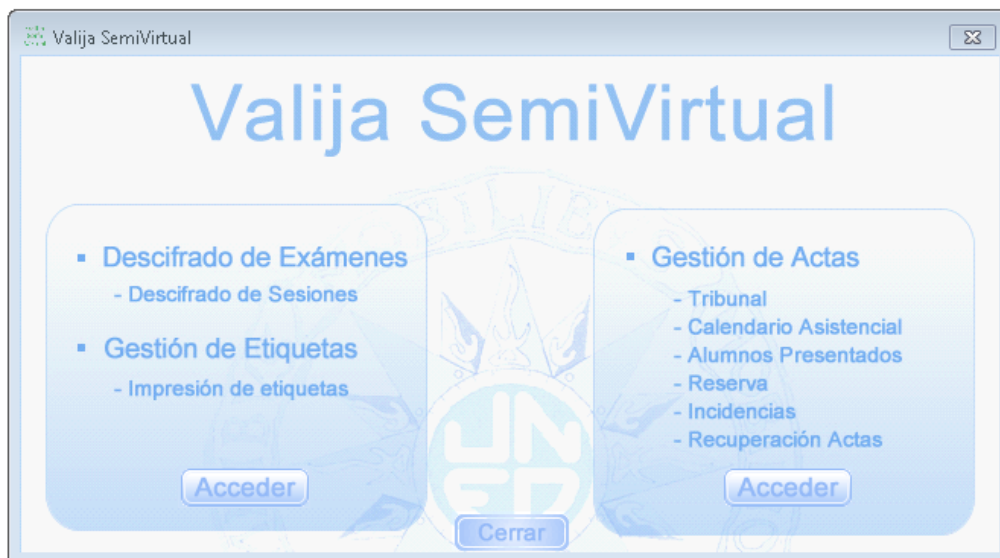 Valija SemiVirtual
Valija SemiVirtual
▪ Descifrado de Exámenes
- Descifrado de Sesiones
▪ Gestión de Etiquetas
- Impresión de etiquetas
Acceder
▪ Gestión de Actas
- Tribunal
- Calendario Asistencial
- Alumnos Presentados
- Reserva
- Incidencias
- Recuperación Actas
Acceder
UNED
Cerrar